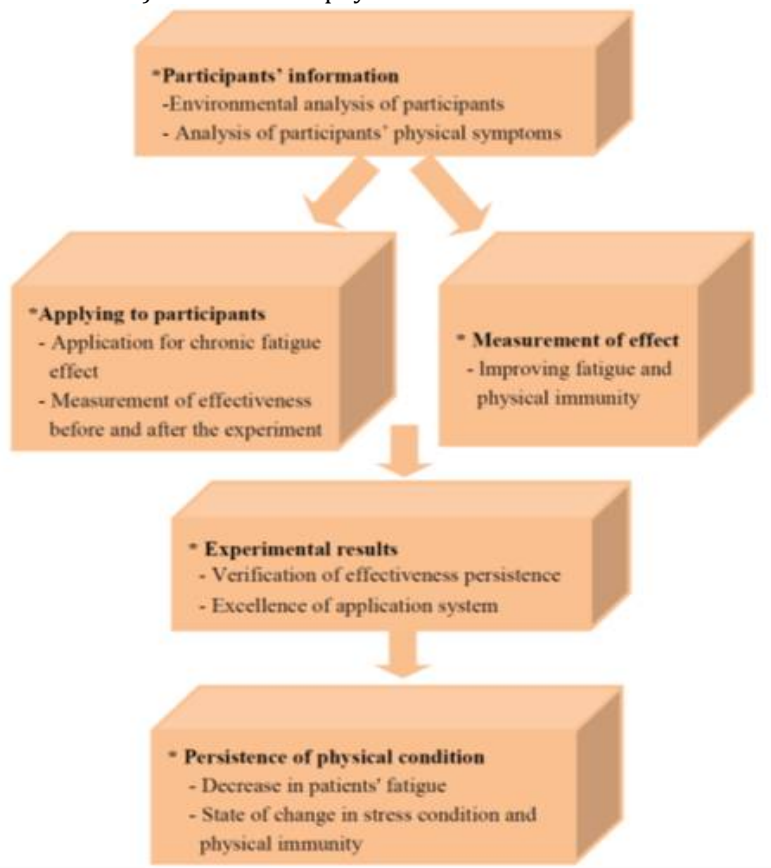 *Participants' information
-Environmental analysis of participants
- Analysis of participants' physical symptoms
*Applying to participants
- Application for chronic fatigue
effect
- Measurement of effectiveness
before and after the experiment
* Measurement of effect
- Improving fatigue and
physical immunity
* Experimental results
- Verification of effectiveness persistence
- Excellence of application system
* Persistence of physical condition
- Decrease in patients' fatigue
- State of change in stress condition and
physical immunity